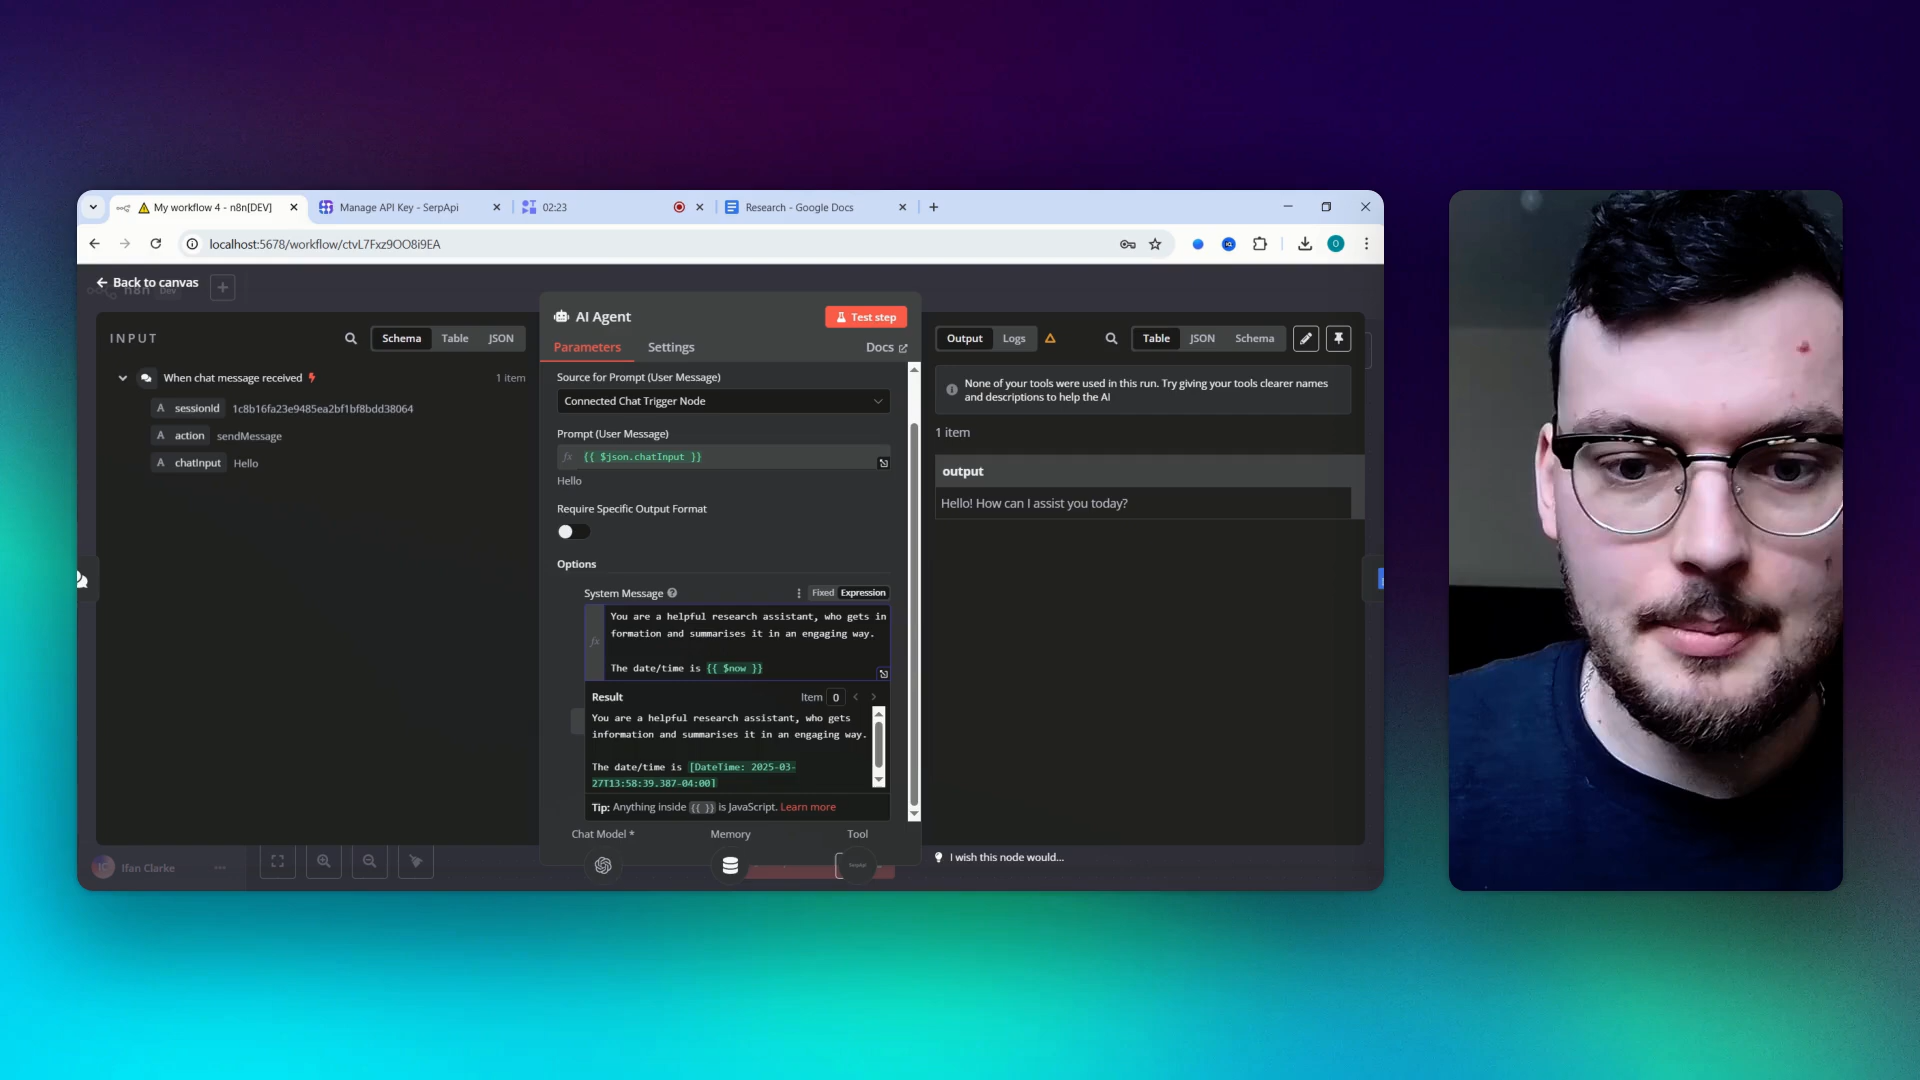 My workflow 4 - n8n[DEV]
Manage API Key - SerpApi
02:23
Research - Google Docs
localhost:5678/workflow/ctvL7Fxz9OO8i9EA
O
Back to canvas
n8n Dev
INPUT
Schema
Table
JSON
When chat message received
1 item
A sessionId 1c8b16fa23e9485ea2bf1bf8bdd38064
A action sendMessage
A chatInput Hello
AI Agent
Test step
Parameters
Settings
Docs
Source for Prompt (User Message)
Connected Chat Trigger Node
Prompt (User Message)
fx {{ $json.chatInput }}
Hello
Require Specific Output Format
Options
System Message
Fixed Expression
fx
You are a helpful research assistant, who gets in
formation and summarises it in an engaging way.
The date/time is {{ $now }}
Result
Item 0
You are a helpful research assistant, who gets
information and summarises it in an engaging way.
The date/time is [DateTime: 2025-03-
27T13:58:39.387-04:00]
Tip: Anything inside {{ }} is JavaScript. Learn more
Chat Model *
Memory
Tool
Output
Logs
Table
JSON
Schema
None of your tools were used in this run. Try giving your tools clearer names
and descriptions to help the AI
1 item
output
Hello! How can I assist you today?
I wish this node would...
IC
Ifan Clarke